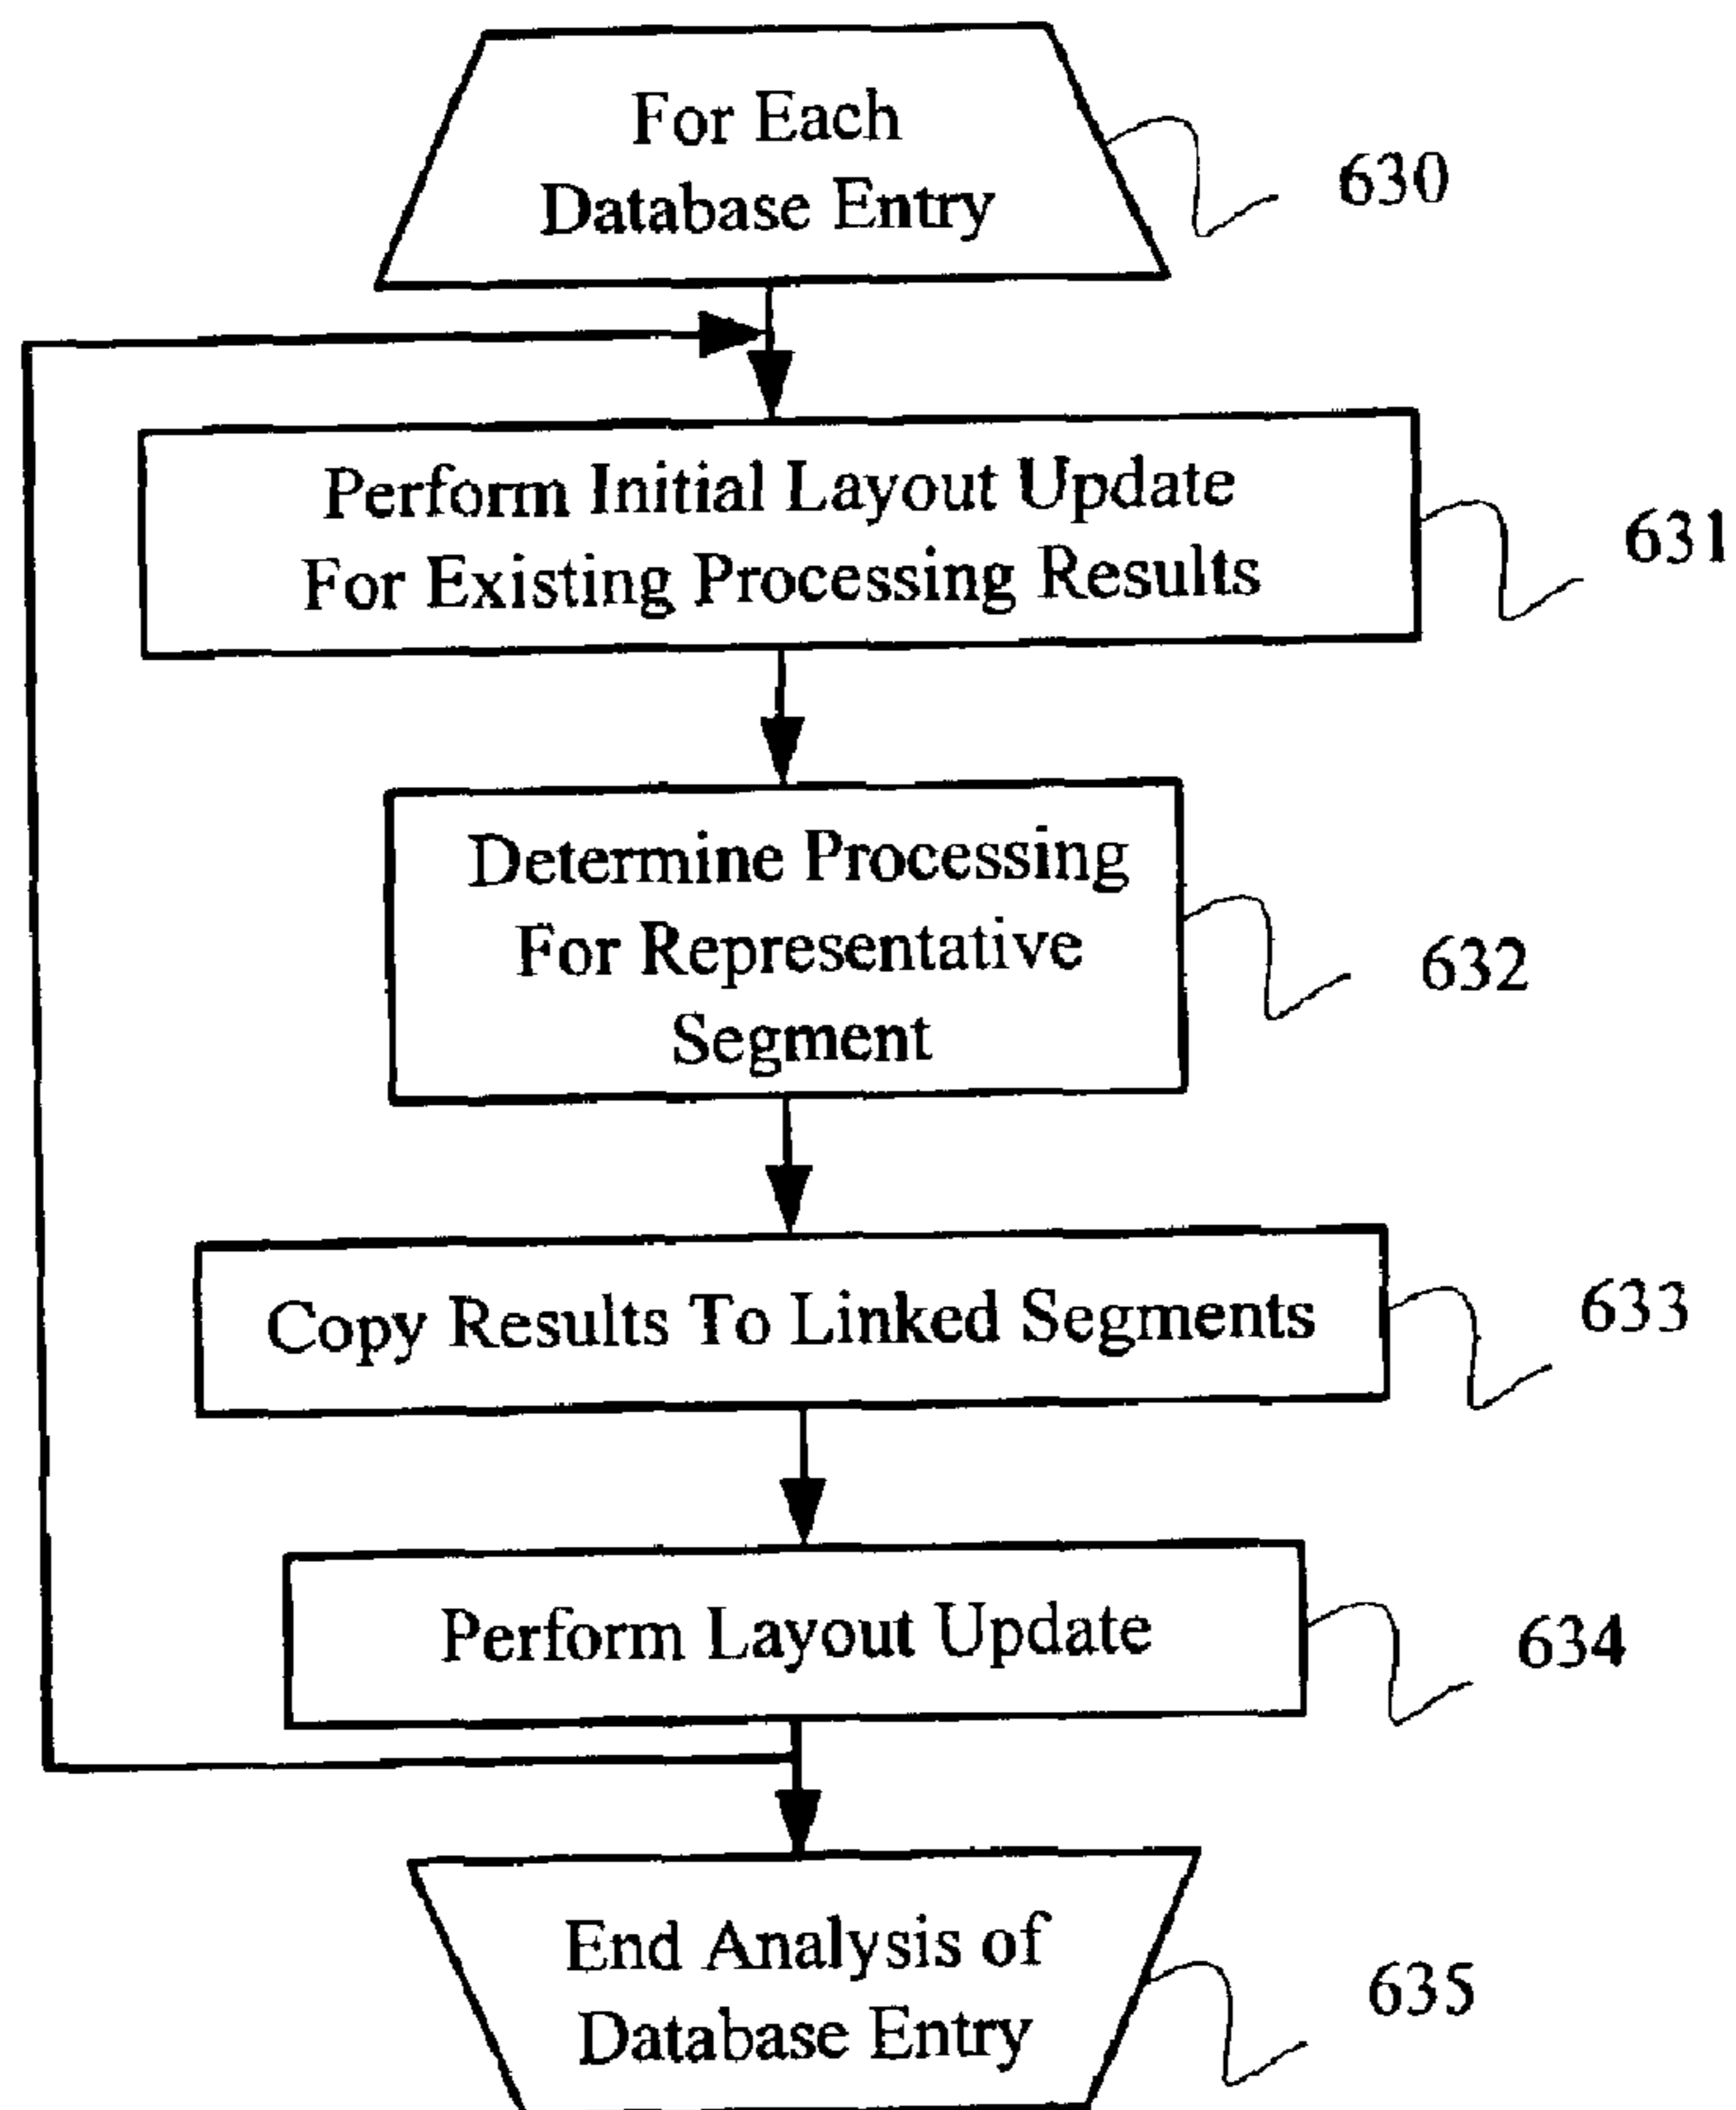 For Each
Database Entry
630
Perform Initial Layout Update
For Existing Processing Results
631
Determine Processing
For Representative
Segment
632
Copy Results To Linked Segments
633
Perform Layout Update
634
End Analysis of
Database Entry
635